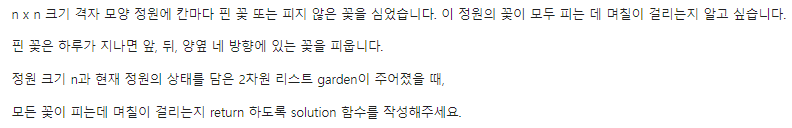 n x n 크기 격자 모양 정원에 칸마다 핀 꽃 또는 피지 않은 꽃을 심었습니다. 이 정원의 꽃이 모두 피는 데 며칠이 걸리는지 알고 싶습니다.
핀 꽃은 하루가 지나면 앞, 뒤, 양옆 네 방향에 있는 꽃을 피웁니다.
정원 크기 n과 현재 정원의 상태를 담은 2차원 리스트 garden이 주어졌을 때,
모든 꽃이 피는데 며칠이 걸리는지 return 하도록 solution 함수를 작성해주세요.